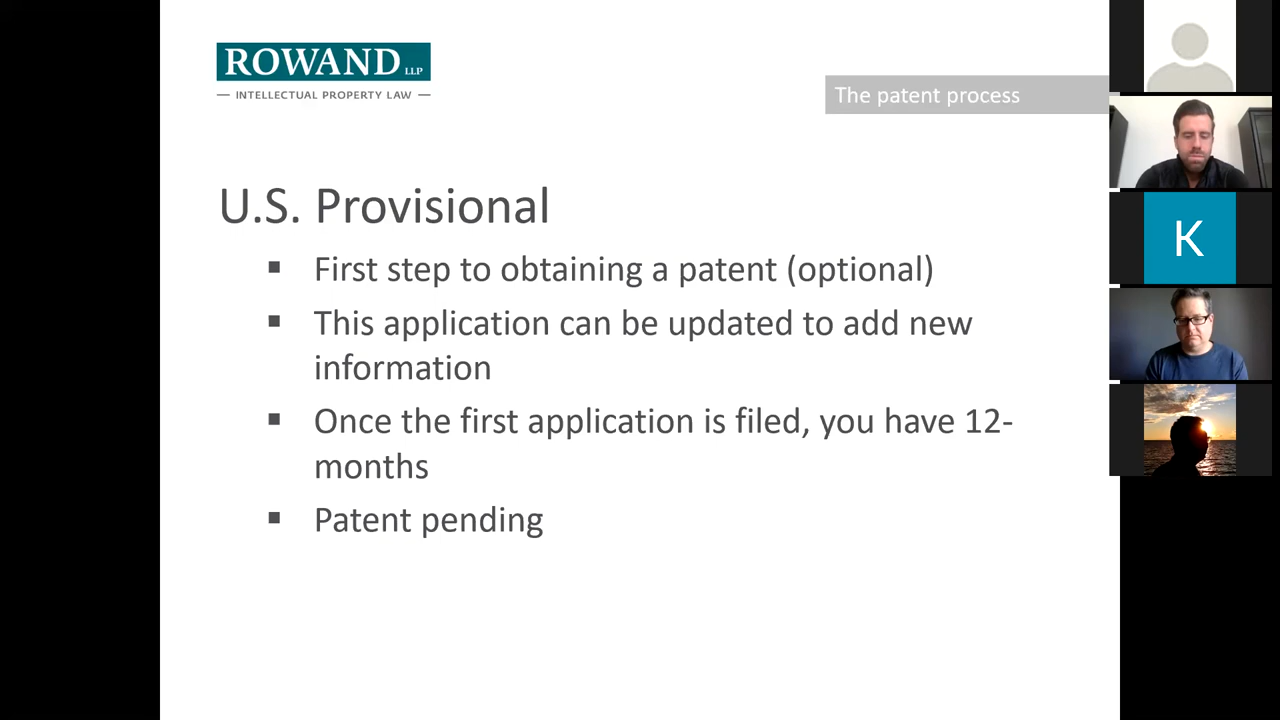 ROWAND LLP
— INTELLECTUAL PROPERTY LAW —
The patent process
U.S. Provisional
▪ First step to obtaining a patent (optional)
▪ This application can be updated to add new
information
▪ Once the first application is filed, you have 12-
months
▪ Patent pending
K